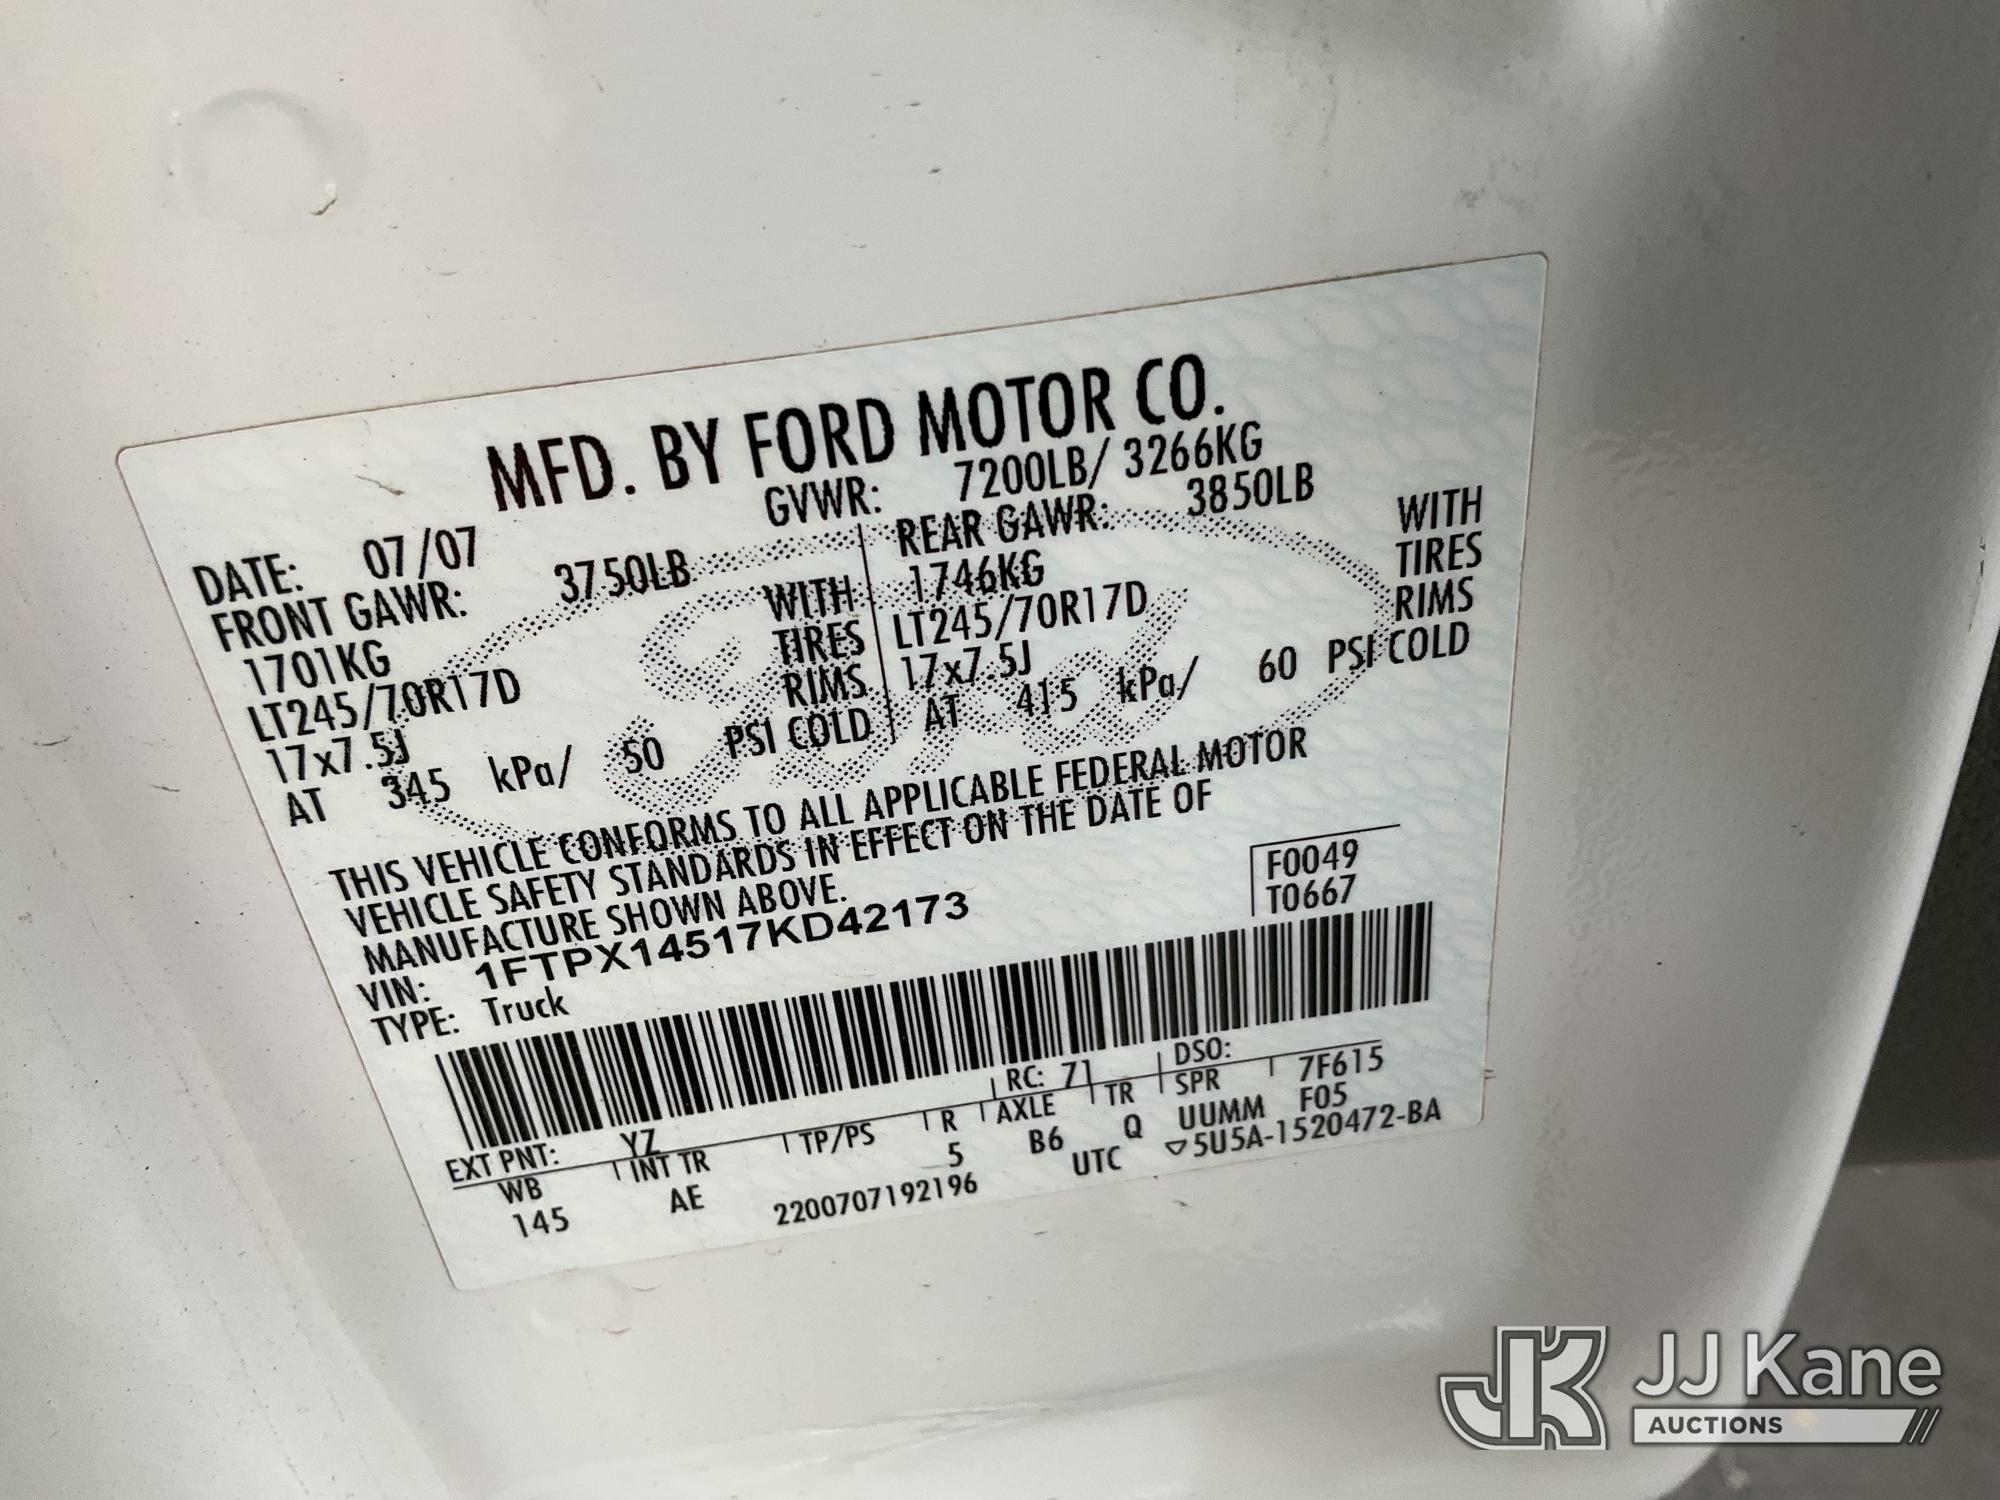 MFD. BY FORD MOTOR CO.
DATE: 07/07 GVWR: 7200LB/ 3266KG
FRONT GAWR: 3750LB REAR GAWR: 3850LB
1701KG WITH 1746KG WITH
LT245/70R17D TIRES LT245/70R17D TIRES
17x7.5J RIMS 17x7.5J RIMS
AT 345 kPa/ 50 PSI COLD AT 415 kPa/ 60 PSI COLD
THIS VEHICLE CONFORMS TO ALL APPLICABLE FEDERAL MOTOR
VEHICLE SAFETY STANDARDS IN EFFECT ON THE DATE OF
MANUFACTURE SHOWN ABOVE.
VIN: 1FTPX14517KD42173
F0049
T0667
TYPE: Truck
EXT PNT: YZ RC: 71 DSO: 7F615
WB INT TR TP/PS R AXLE TR SPR F05
145 AE 5 B6 Q UUMM
2200707192196 UTC ▽5U5A-1520472-BA
Ford
JK JJ Kane
AUCTIONS